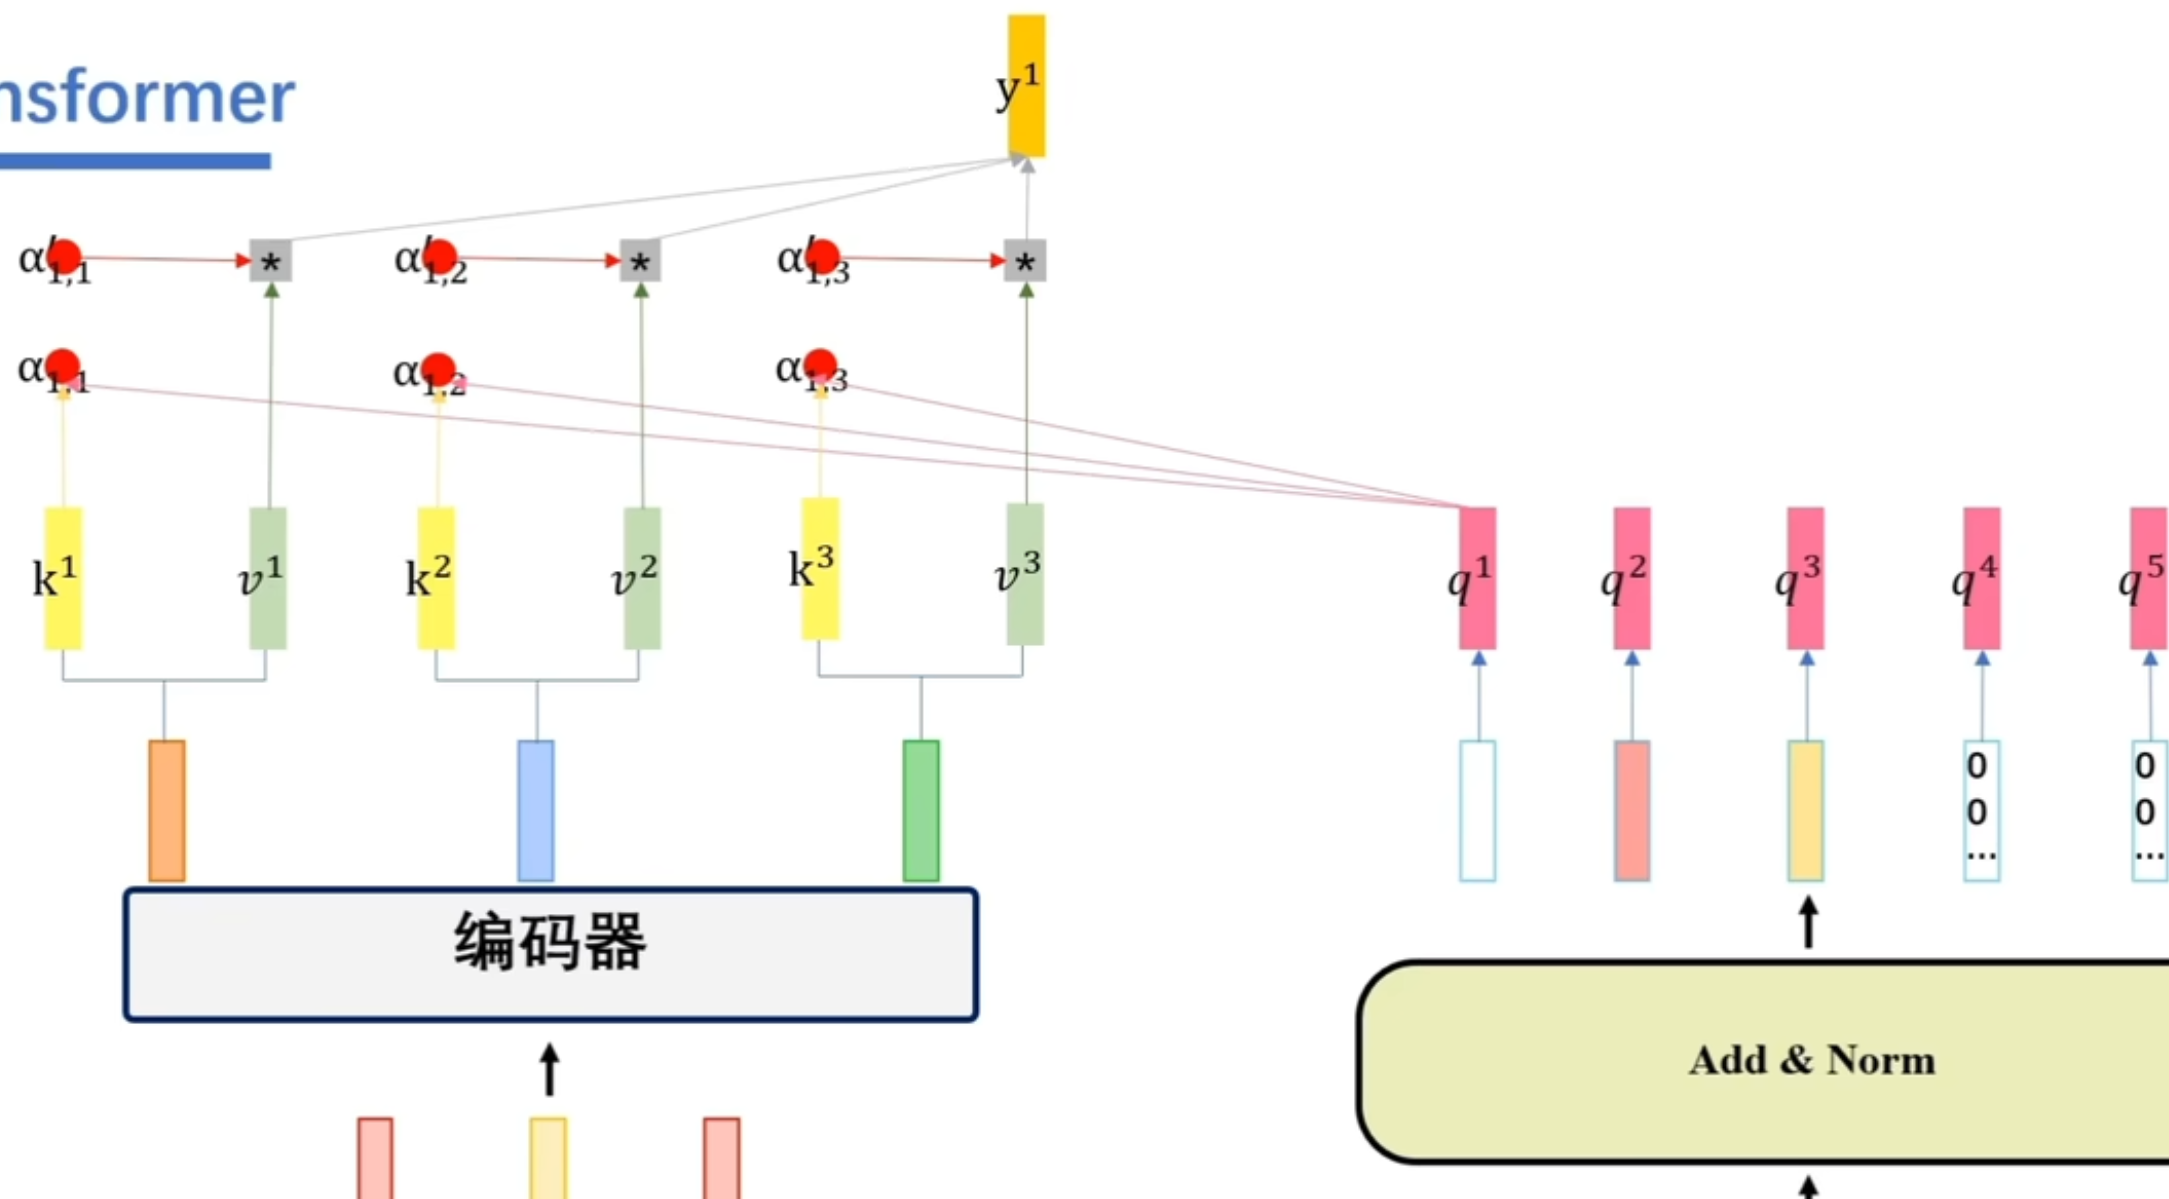 nsformer
y¹
α′₁,₁ * α′₁,₂ * α′₁,₃ *
α₁,₁ α₁,₂ α₁,₃
k¹ v¹ k² v² k³ v³ q¹ q² q³ q⁴ q⁵
0 0
0 0
... ...
编码器
Add & Norm